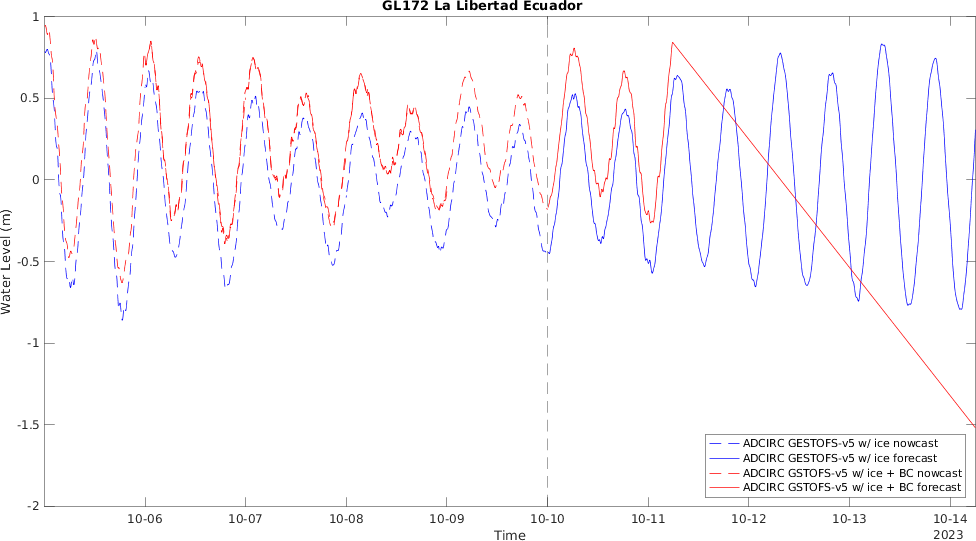 GL172 La Libertad Ecuador
1
0.5
0
-0.5
-1
-1.5
-2
Water Level (m)
ADCIRC GESTOFS-v5 w/ ice nowcast
ADCIRC GESTOFS-v5 w/ ice forecast
ADCIRC GSTOFS-v5 w/ ice + BC nowcast
ADCIRC GSTOFS-v5 w/ ice + BC forecast
10-06 10-07 10-08 10-09 10-10 10-11 10-12 10-13 10-14
2023
Time